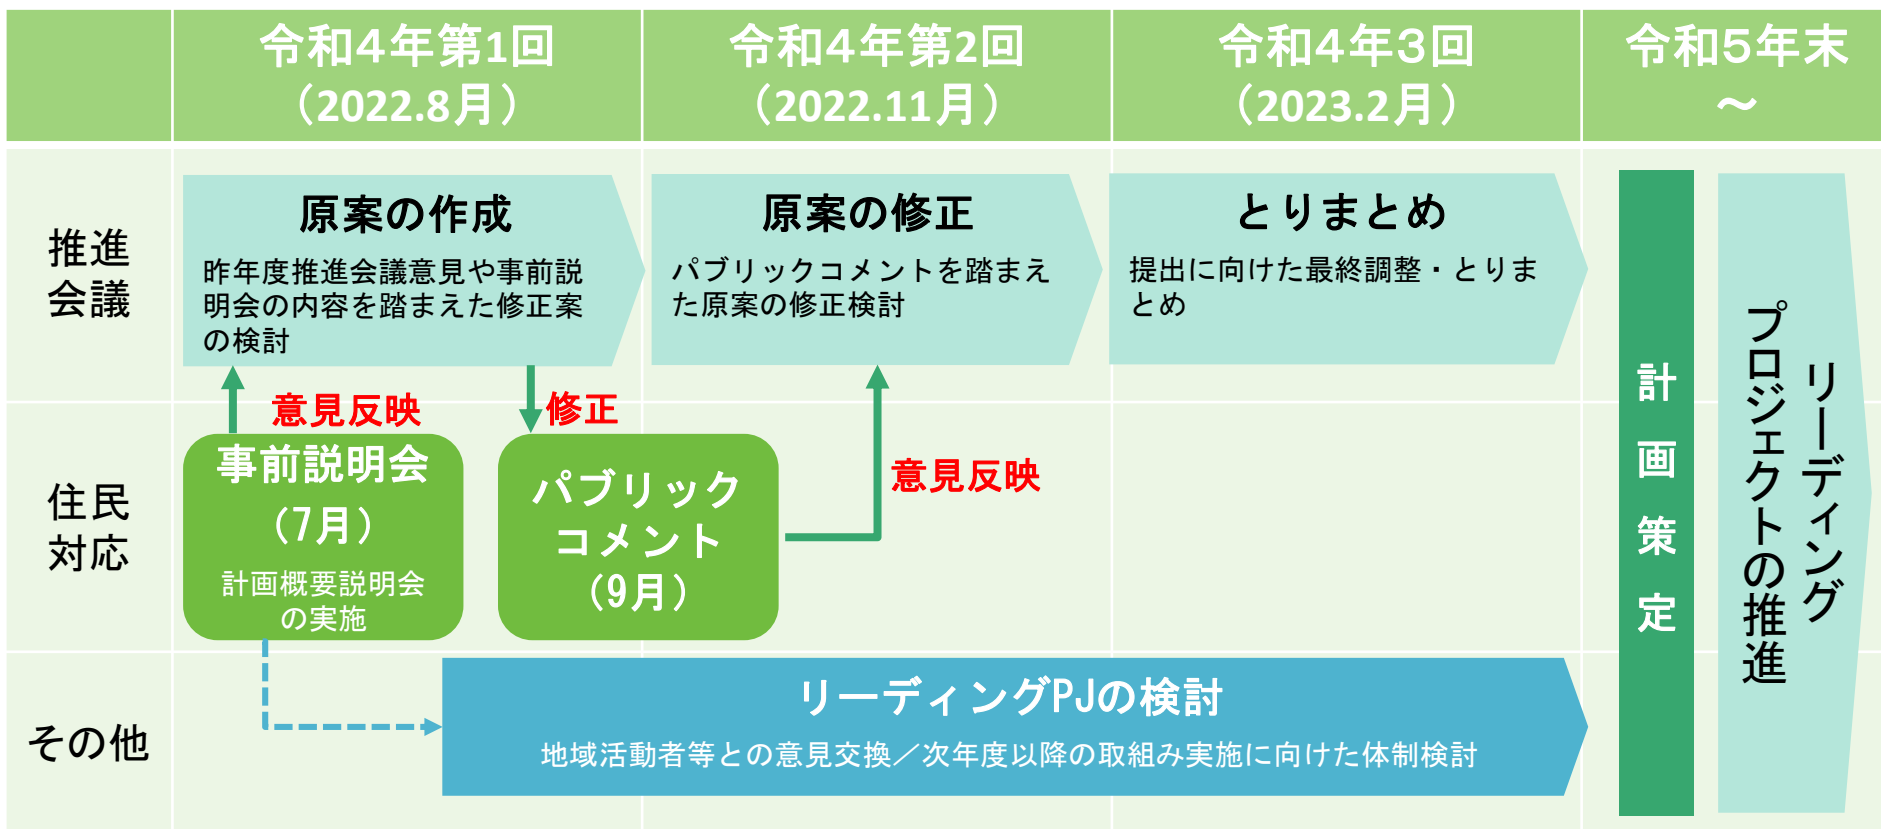 令和４年第1回
（2022.8月）
令和４年第2回
（2022.11月）
令和４年３回
（2023.2月）
令和５年末
～
推進
会議
原案の作成
昨年度推進会議意見や事前説
明会の内容を踏まえた修正案
の検討
原案の修正
パブリックコメントを踏まえ
た原案の修正検討
とりまとめ
提出に向けた最終調整・とりま
とめ
意見反映
修正
意見反映
住民
対応
事前説明会
（7月）
計画概要説明会
の実施
パブリック
コメント
（9月）
その他
リーディングPJの検討
地域活動者等との意見交換／次年度以降の取組み実施に向けた体制検討
計画策定
リーディング
プロジェクトの推進